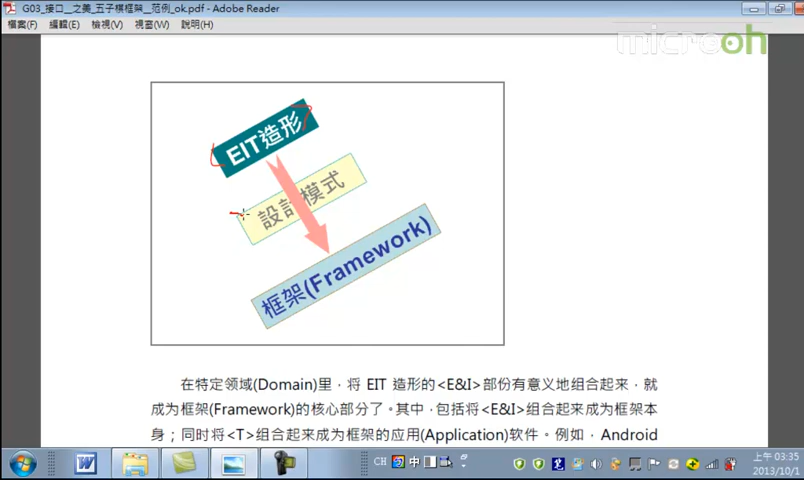 G03_接口__之美_五子棋框架__范例_ok.pdf - Adobe Reader
檔案(F) 編輯(E) 檢視(V) 視窗(W) 說明(H)
microoh
EIT造形
設計模式
框架(Framework)
在特定领域(Domain)里，将 EIT 造形的<E&I>部份有意义地组合起来，就
成为框架(Framework)的核心部分了。其中，包括将<E&I>组合起来成为框架本
身；同时将<T>组合起来成为框架的应用(Application)软件。例如，Android
CH 中
上午 03:35
2013/10/1